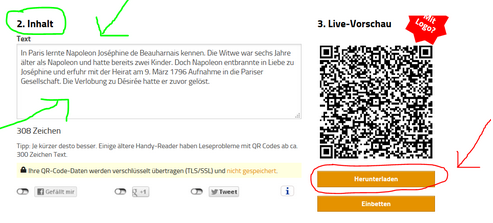 2. Inhalt
Text
In Paris lernte Napoleon Joséphine de Beauharnais kennen. Die Witwe war sechs Jahre
älter als Napoleon und hatte bereits zwei Kinder. Doch Napoleon entbrannte in Liebe zu
Joséphine und erfuhr mit der Heirat am 9. März 1796 Aufnahme in die Pariser
Gesellschaft. Die Verlobung zu Désirée hatte er zuvor gelöst.
308 Zeichen
Tipp: Je kürzer desto besser. Einige ältere Handy-Reader haben Leseprobleme mit QR Codes ab ca.
300 Zeichen Text.
Ihre QR-Code-Daten werden verschlüsselt übertragen (TLS/SSL) und nicht gespeichert.
Gefällt mir
+1
Tweet
i
3. Live-Vorschau
Mit
Logo?
Herunterladen
Einbetten